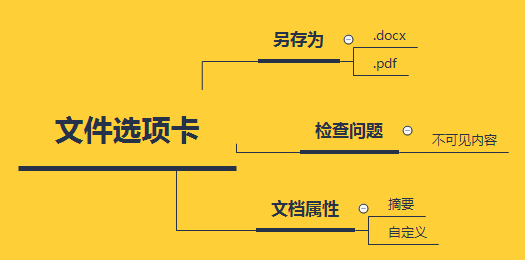 文件选项卡
另存为
.docx
.pdf
检查问题
不可见内容
文档属性
摘要
自定义